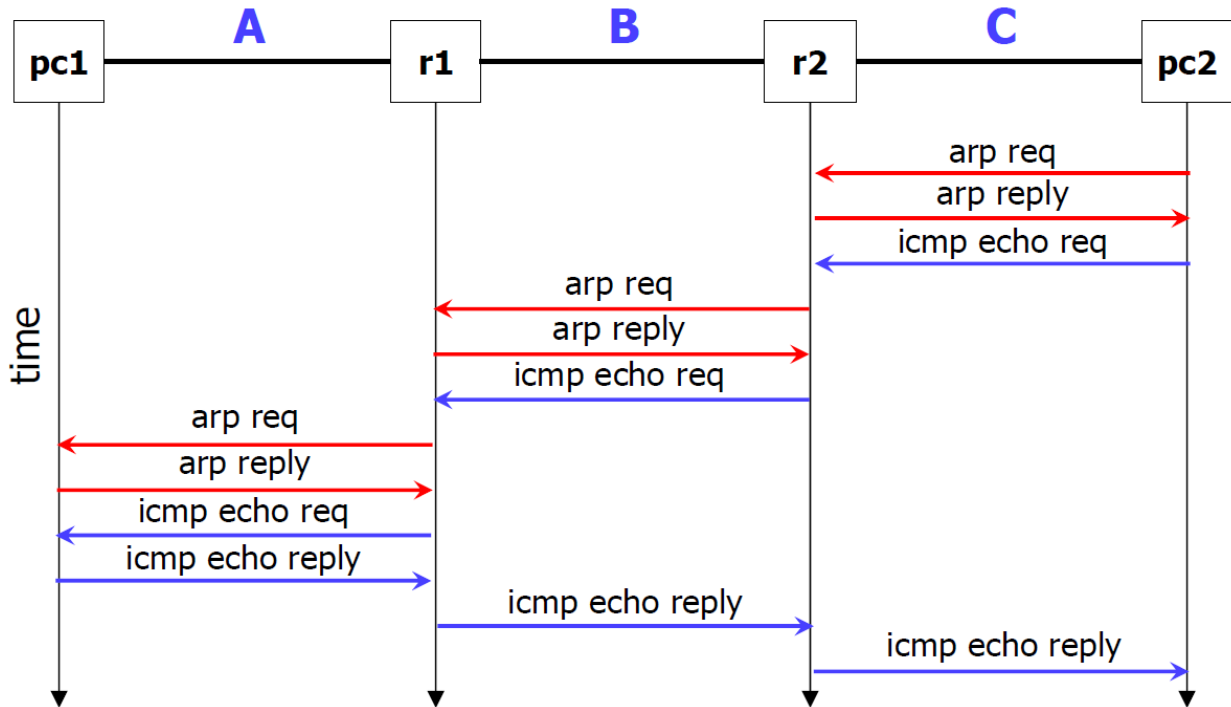 A
B
C
pc1
r1
r2
pc2
arp req
arp reply
icmp echo req
arp req
arp reply
icmp echo req
time
arp req
arp reply
icmp echo req
icmp echo reply
icmp echo reply
icmp echo reply